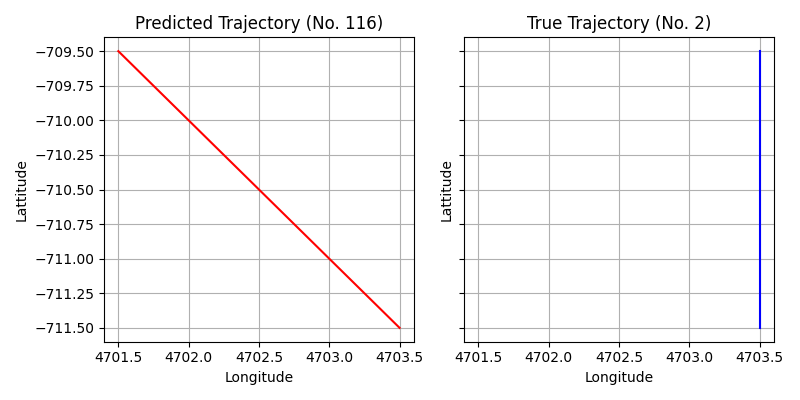 Predicted Trajectory (No. 116)
True Trajectory (No. 2)
Lattitude
−709.50
−709.75
−710.00
−710.25
−710.50
−710.75
−711.00
−711.25
−711.50
4701.5 4702.0 4702.5 4703.0 4703.5
Longitude
Lattitude
4701.5 4702.0 4702.5 4703.0 4703.5
Longitude